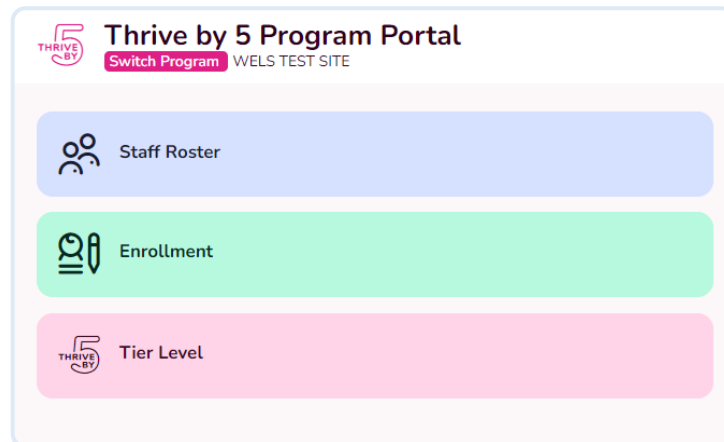 THRIVE 5 BY
Thrive by 5 Program Portal
Switch Program WELS TEST SITE
Staff Roster
Enrollment
THRIVE 5 BY
Tier Level